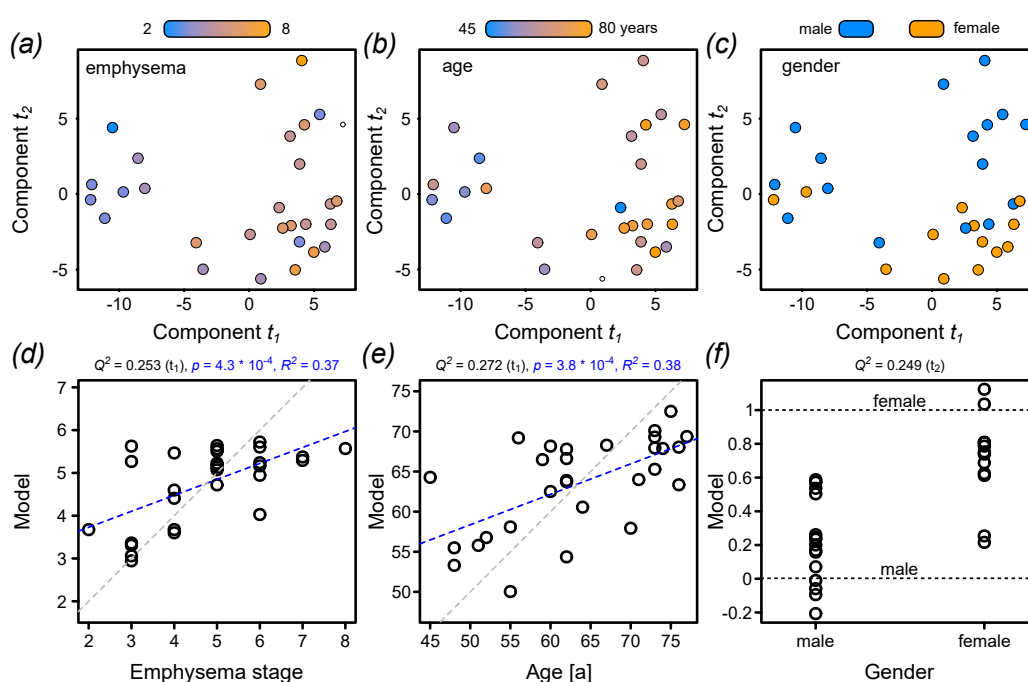 (a) 2 8 (b) 45 80 years (c) male female
emphysema age gender
Component t2
5
0
-5
-10 -5 0 5
Component t1
Component t2
5
0
-5
-10 -5 0 5
Component t1
Component t2
5
0
-5
-10 -5 0 5
Component t1
(d) Q² = 0.253 (t₁), p = 4.3 * 10⁻⁴, R² = 0.37
Model
7
6
5
4
3
2
2 3 4 5 6 7 8
Emphysema stage
(e) Q² = 0.272 (t₁), p = 3.8 * 10⁻⁴, R² = 0.38
Model
75
70
65
60
55
50
45 50 55 60 65 70 75
Age [a]
(f) Q² = 0.249 (t₂)
Model
female
1
0.8
0.6
0.4
0.2
male
0
-0.2
male female
Gender